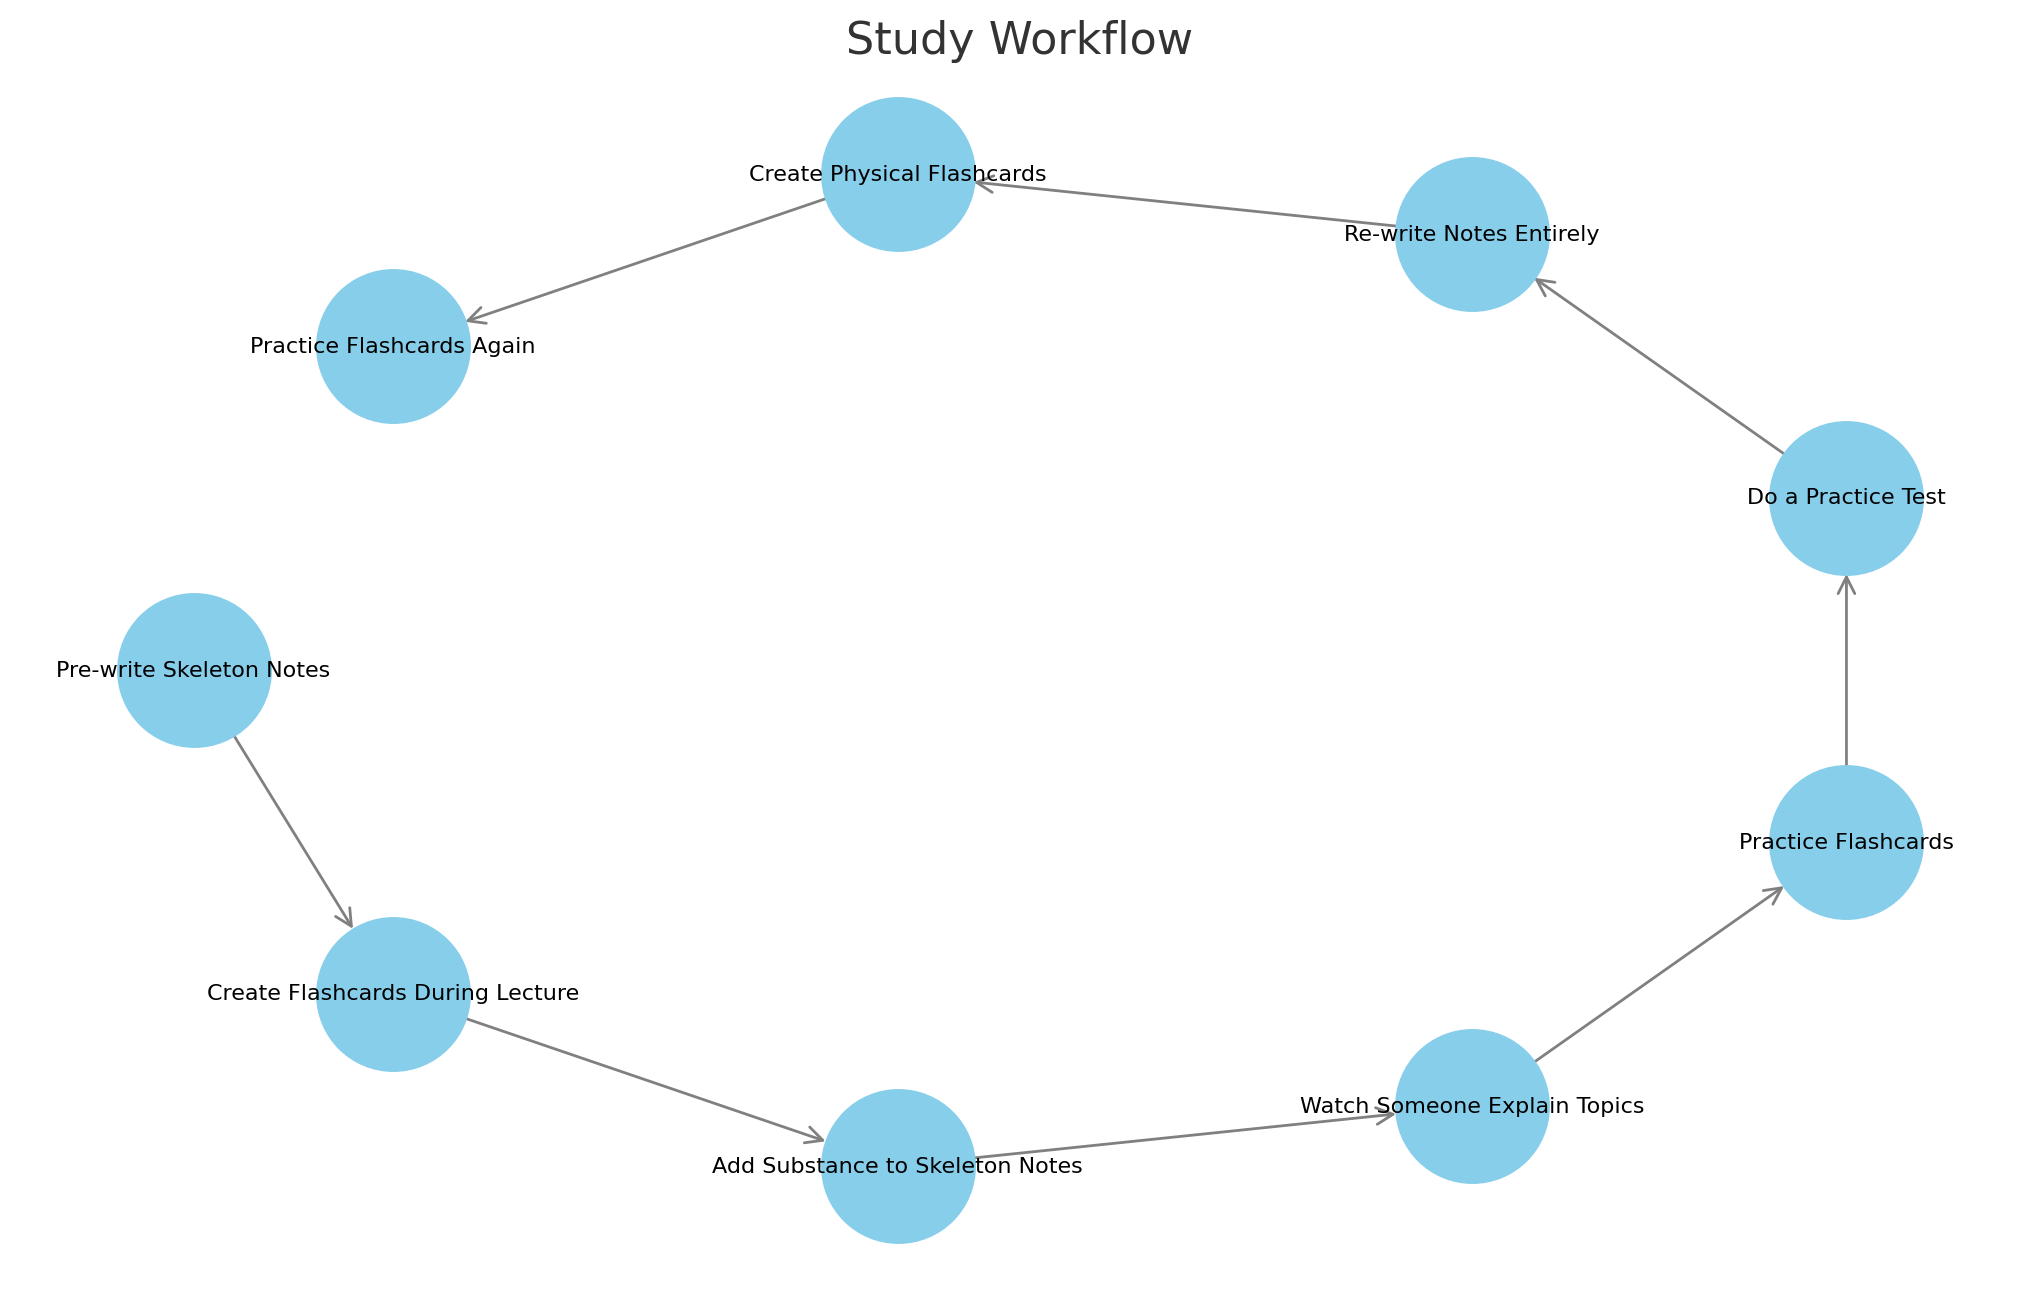 Study Workflow
Create Physical Flashcards
Re-write Notes Entirely
Practice Flashcards Again
Do a Practice Test
Pre-write Skeleton Notes
Practice Flashcards
Create Flashcards During Lecture
Watch Someone Explain Topics
Add Substance to Skeleton Notes